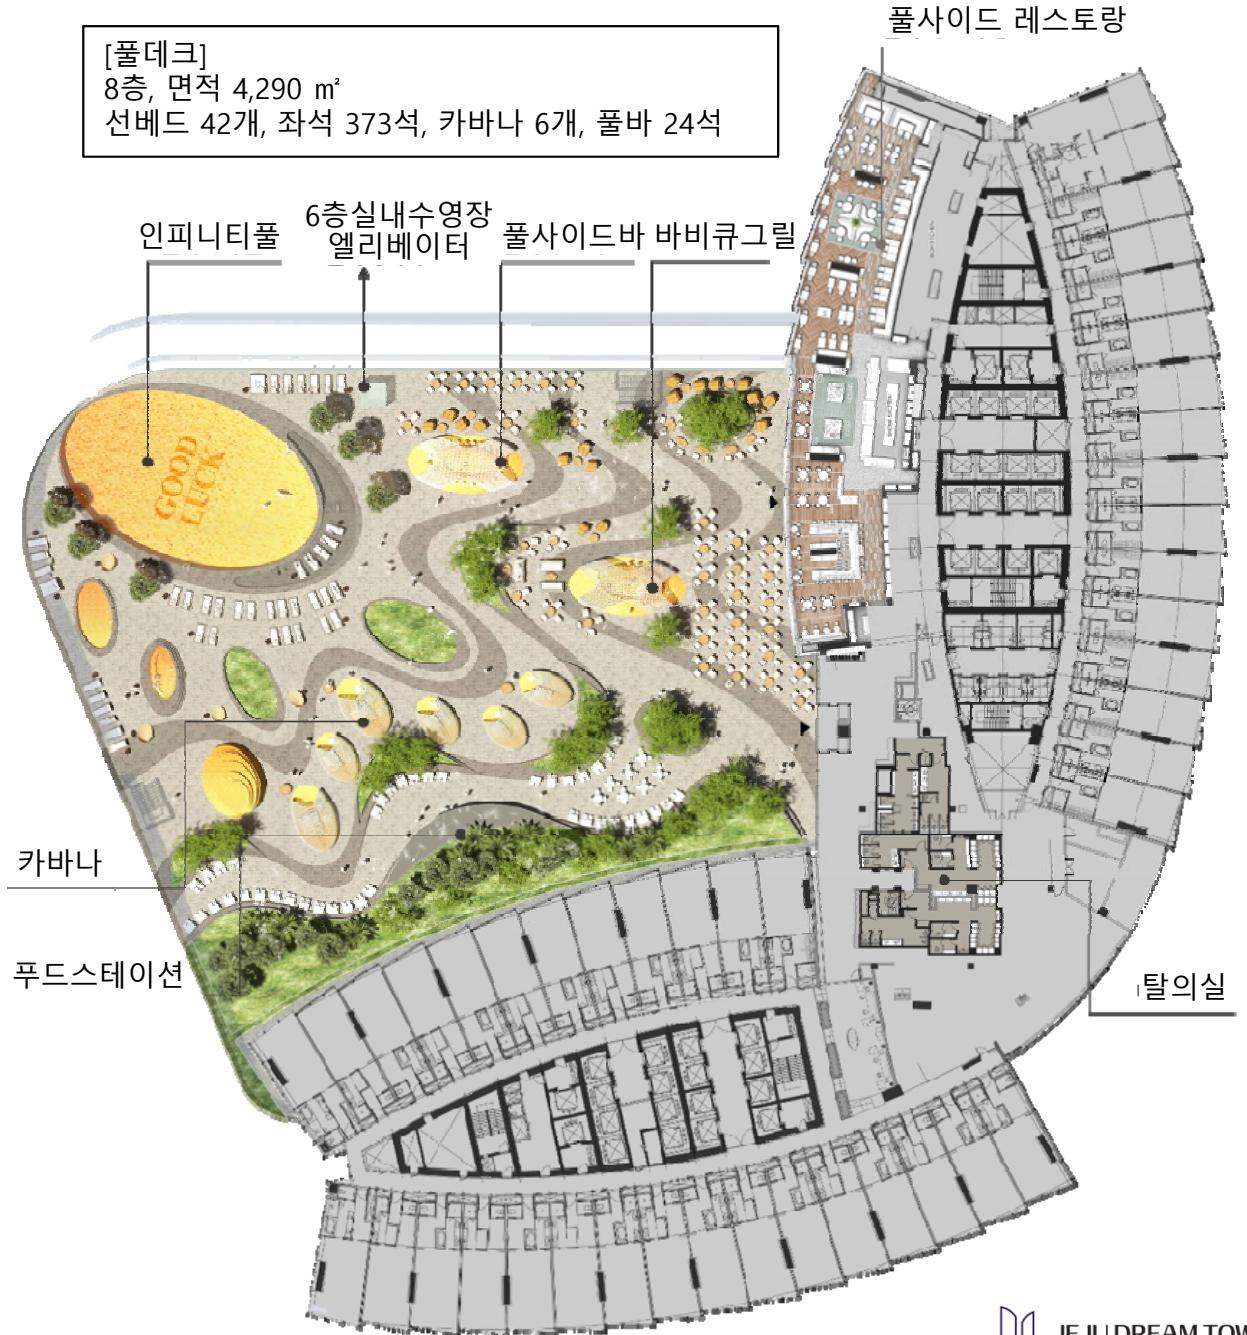 풀사이드 레스토랑
[풀데크]
8층, 면적 4,290 ㎡
선베드 42개, 좌석 373석, 카바나 6개, 풀바 24석
인피니티풀
6층실내수영장
엘리베이터
풀사이드바
바비큐그릴
GOOD
LUCK
카바나
푸드스테이션
탈의실
JEJU DREAM TOW